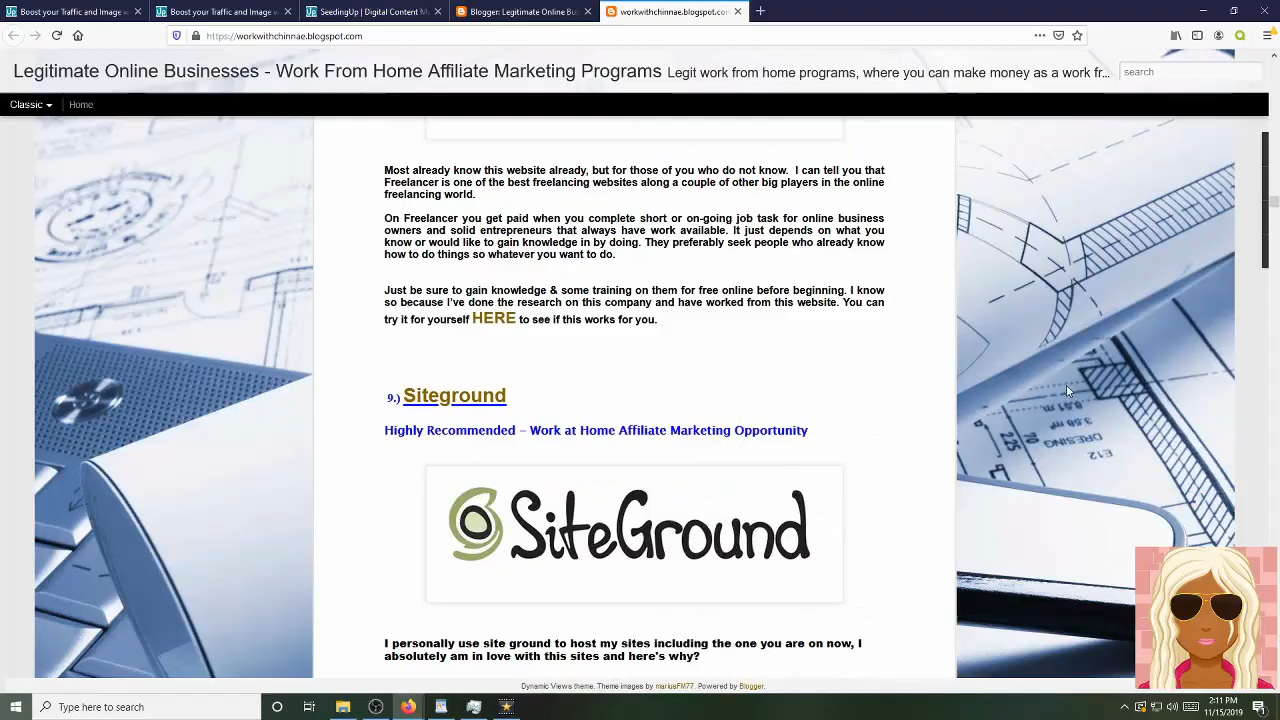 Boost your Traffic and Image w
Boost your Traffic and Image w
SeedingUp | Digital Content M
Blogger: Legitimate Online Bus
workwithchinnae.blogspot.com
https://workwithchinnae.blogspot.com
Legitimate Online Businesses - Work From Home Affiliate Marketing Programs
Legit work from home programs, where you can make money as a work fr...
search
Classic
Home
Most already know this website already, but for those of you who do not know. I can tell you that
Freelancer is one of the best freelancing websites along a couple of other big players in the online
freelancing world.
On Freelancer you get paid when you complete short or on-going job task for online business
owners and solid entrepreneurs that always have work available. It just depends on what you
know or would like to gain knowledge in by doing. They preferably seek people who already know
how to do things so whatever you want to do.
Just be sure to gain knowledge & some training on them for free online before beginning. I know
so because I've done the research on this company and have worked from this website. You can
try it for yourself HERE to see if this works for you.
9.) Siteground
Highly Recommended – Work at Home Affiliate Marketing Opportunity
SiteGround
I personally use site ground to host my sites including the one you are on now, I
absolutely am in love with this sites and here's why?
DRESING
E12
Dynamic Views theme. Theme images by mariusFM77. Powered by Blogger.
Type here to search
2:11 PM
11/15/2019